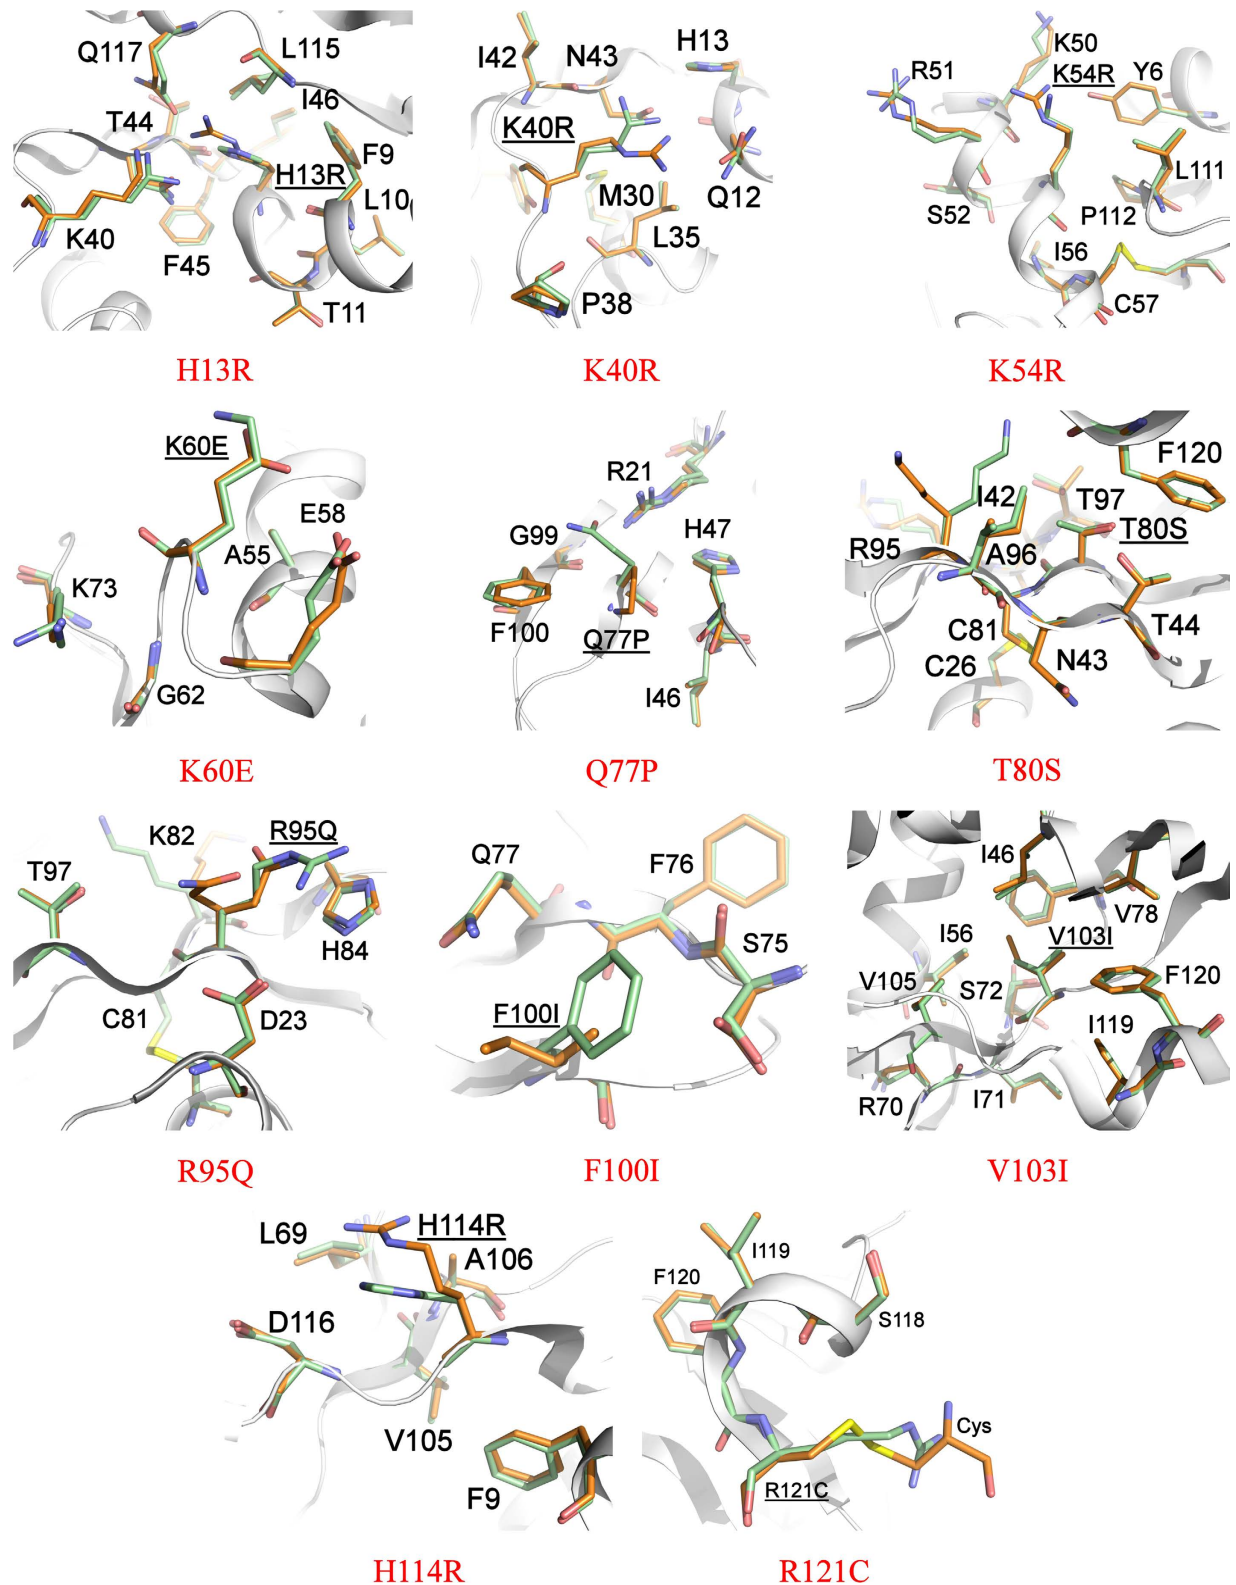 Q117
L115
I46
T44
F9
H13R
L10
K40
F45
T11
H13R
I42
N43
H13
K40R
M30
Q12
L35
P38
K40R
K50
R51
K54R
Y6
L111
S52
P112
I56
C57
K54R
K60E
E58
A55
K73
G62
K60E
R21
G99
H47
F100
Q77P
I46
Q77P
F120
I42
T97
T80S
R95
A96
C81
T44
C26
N43
T80S
K82
R95Q
T97
H84
C81
D23
R95Q
Q77
F76
S75
F100I
F100I
I46
V78
I56
V103I
V105
S72
F120
I119
R70
I71
V103I
L69
H114R
A106
D116
V105
F9
H114R
I119
F120
S118
Cys
R121C
R121C